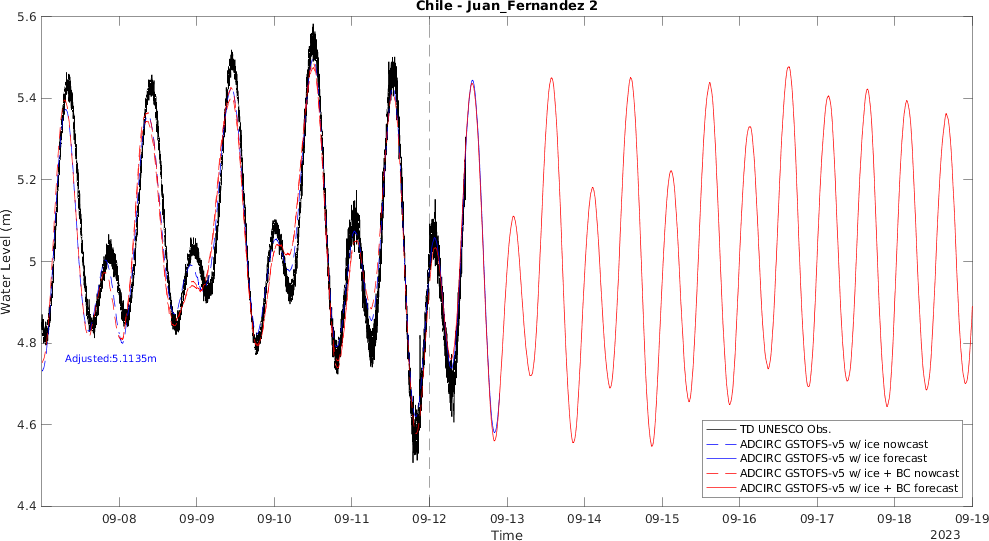 Chile - Juan_Fernandez 2
5.6
5.4
5.2
5
4.8
4.6
4.4
Water Level (m)
Adjusted:5.1135m
TD UNESCO Obs.
ADCIRC GSTOFS-v5 w/ ice nowcast
ADCIRC GSTOFS-v5 w/ ice forecast
ADCIRC GSTOFS-v5 w/ ice + BC nowcast
ADCIRC GSTOFS-v5 w/ ice + BC forecast
09-08 09-09 09-10 09-11 09-12 09-13 09-14 09-15 09-16 09-17 09-18 09-19
Time
2023